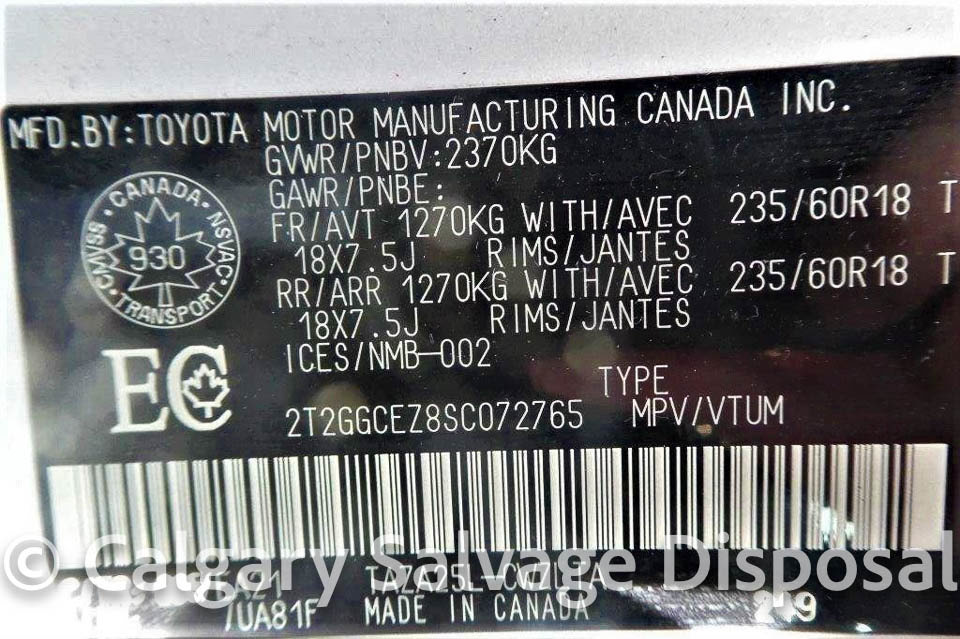 MFD.BY:TOYOTA MOTOR MANUFACTURING CANADA INC.
GVWR/PNBV:2370KG
GAWR/PNBE:
FR/AVT 1270KG WITH/AVEC 235/60R18 T
18X7.5J RIMS/JANTES
RR/ARR 1270KG WITH/AVEC 235/60R18 T
18X7.5J RIMS/JANTES
ICES/NMB-002
CANADA
CMVSS NSVAC
930
TRANSPORT
EC
TYPE
2T2GGCEZ8SC072765 MPV/VTUM
© Calgary Salvage Disposal
/UA81F MADE IN CANADA